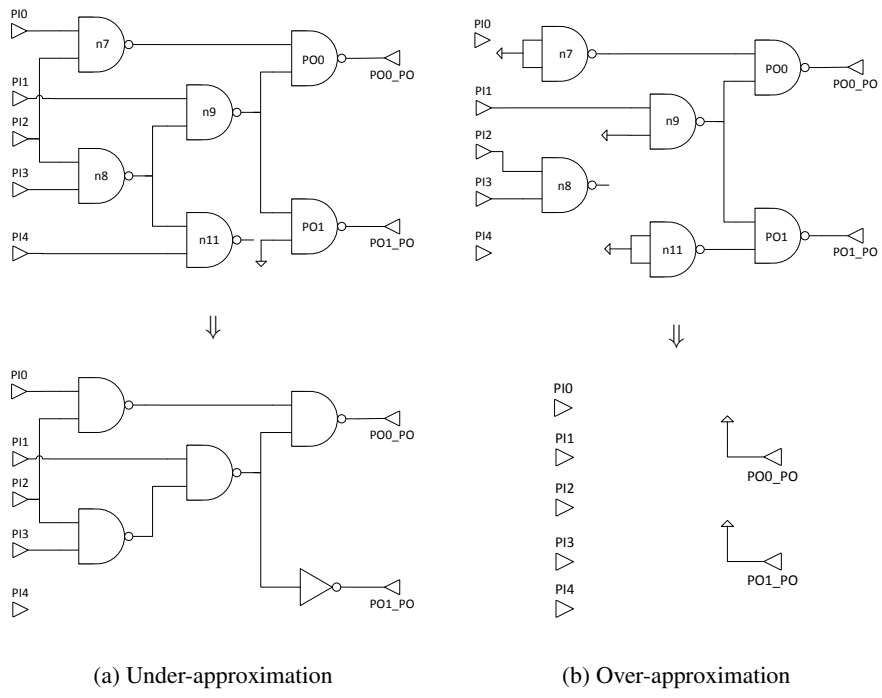 PI0
n7
PO0
PO0_PO
PI1
n9
PI2
n8
PI3
PO1
PI4
n11
PO1_PO
⇓
PI0
PO0_PO
PI1
PI2
PI3
PI4
PO1_PO
(a) Under-approximation
PI0
n7
PO0
PO0_PO
PI1
n9
PI2
n8
PI3
PO1
PI4
n11
PO1_PO
⇓
PI0
PI1
PO0_PO
PI2
PI3
PO1_PO
PI4
(b) Over-approximation